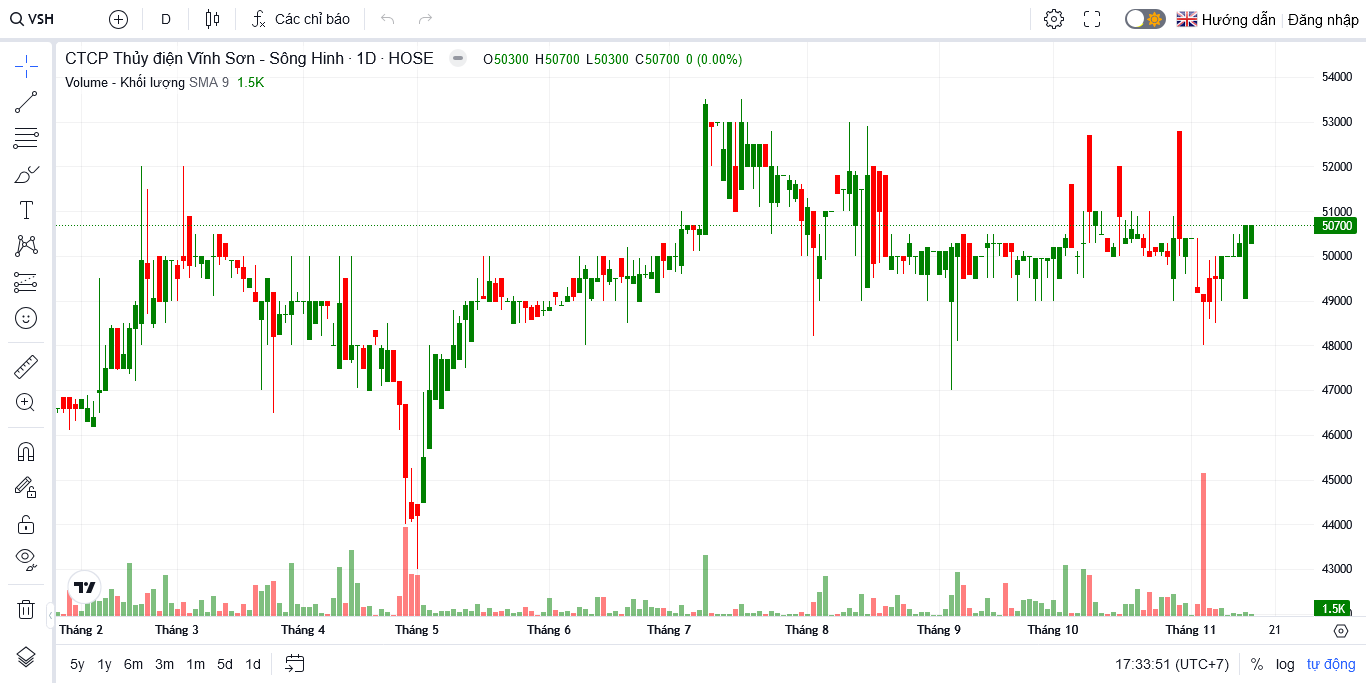 VSH D Các chỉ báo Hướng dẫn Đăng nhập
CTCP Thủy điện Vĩnh Sơn - Sông Hinh · 1D · HOSE O50300 H50700 L50300 C50700 0 (0.00%)
Volume - Khối lượng SMA 9 1.5K
54000
53000
52000
51000
50700
50000
49000
48000
47000
46000
45000
44000
43000
1.5K
Tháng 2 Tháng 3 Tháng 4 Tháng 5 Tháng 6 Tháng 7 Tháng 8 Tháng 9 Tháng 10 Tháng 11 21
5y 1y 6m 3m 1m 5d 1d 17:33:51 (UTC+7) % log tự động